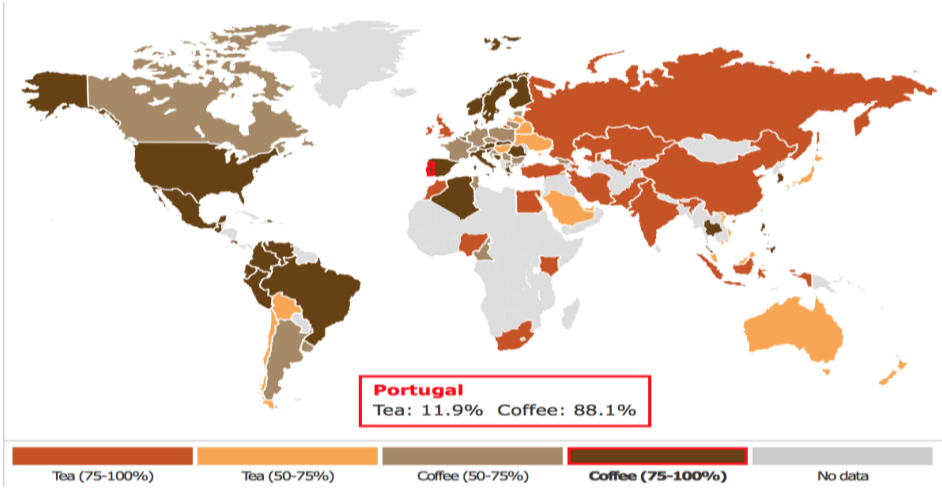 Portugal
Tea: 11.9% Coffee: 88.1%
Tea (75-100%)
Tea (50-75%)
Coffee (50-75%)
Coffee (75-100%)
No data